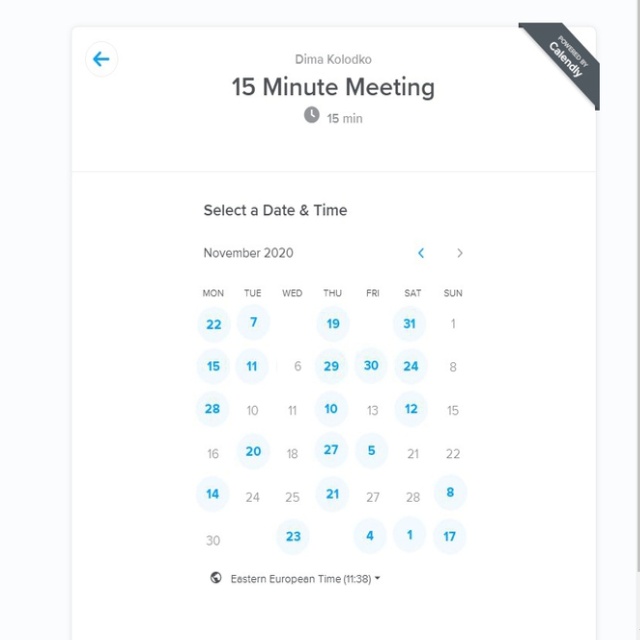 Dima Kolodko
15 Minute Meeting
15 min
POWERED BY
Calendly
Select a Date & Time
November 2020
MON TUE WED THU FRI SAT SUN
22 7 19 31 1
15 11 6 29 30 24 8
28 10 11 10 13 12 15
16 20 18 27 5 21 22
14 24 25 21 27 28 8
30 23 4 1 17
Eastern European Time (11:38)